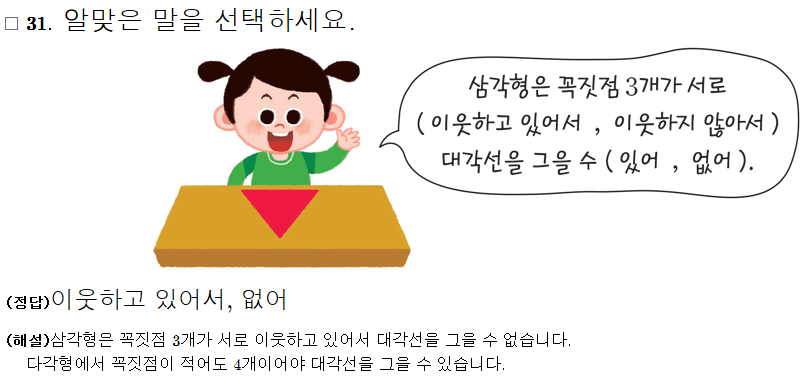 □ 31. 알맞은 말을 선택하세요.
삼각형은 꼭짓점 3개가 서로
( 이웃하고 있어서 , 이웃하지 않아서 )
대각선을 그을 수 ( 있어 , 없어 ).
(정답)이웃하고 있어서, 없어
(해설)삼각형은 꼭짓점 3개가 서로 이웃하고 있어서 대각선을 그을 수 없습니다.
다각형에서 꼭짓점이 적어도 4개이어야 대각선을 그을 수 있습니다.